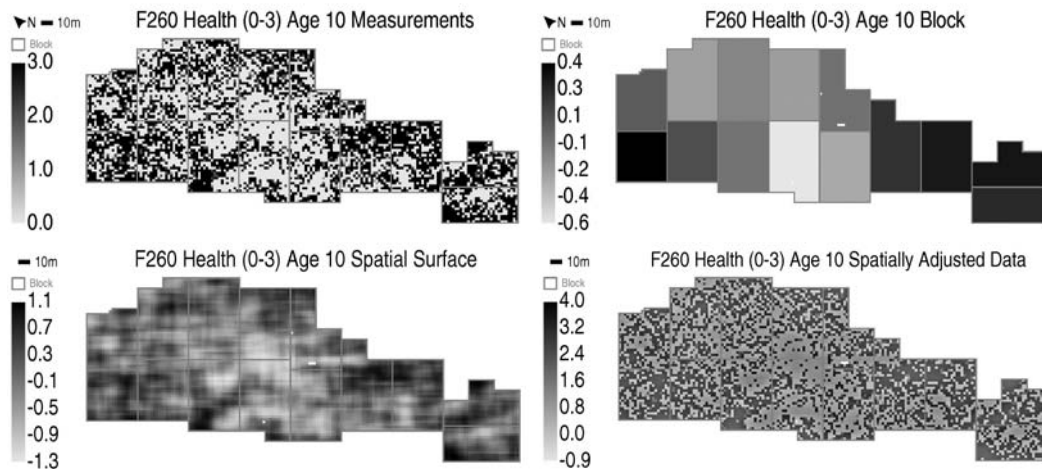 F260 Health (0-3) Age 10 Measurements
N 10m
Block
3.0
2.0
1.0
0.0
F260 Health (0-3) Age 10 Block
N 10m
Block
0.4
0.3
0.1
-0.1
-0.2
-0.4
-0.6
F260 Health (0-3) Age 10 Spatial Surface
10m
Block
1.1
0.7
0.3
-0.1
-0.5
-0.9
-1.3
F260 Health (0-3) Age 10 Spatially Adjusted Data
10m
Block
4.0
3.2
2.4
1.6
0.8
0.0
-0.9